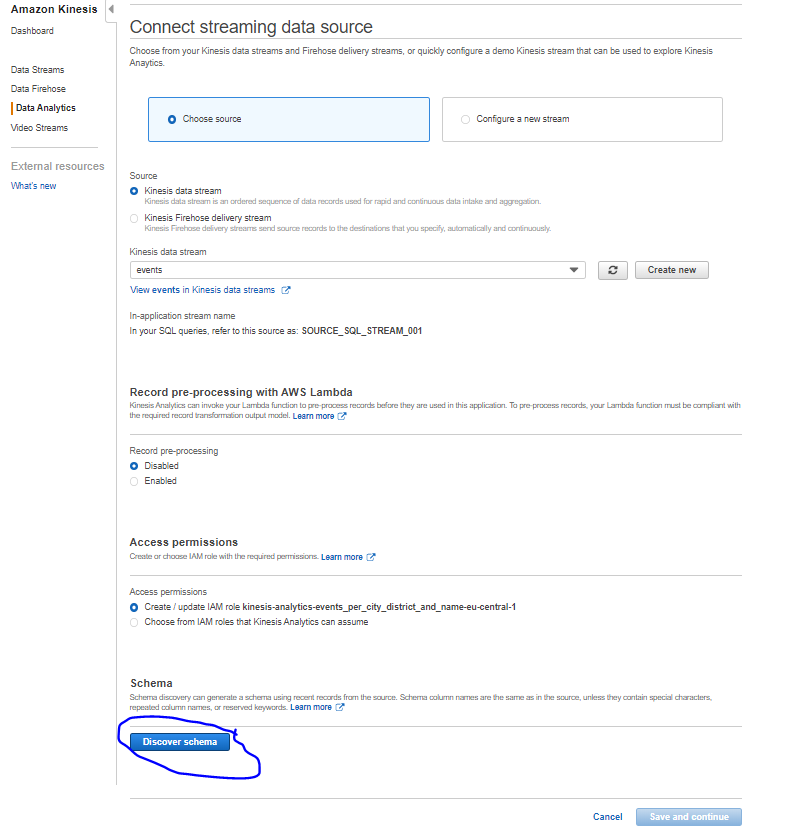 Amazon Kinesis
Dashboard
Data Streams
Data Firehose
Data Analytics
Video Streams
External resources
What's new
Connect streaming data source
Choose from your Kinesis data streams and Firehose delivery streams, or quickly configure a demo Kinesis stream that can be used to explore Kinesis
Anaytics.
Choose source
Configure a new stream
Source
Kinesis data stream
Kinesis data stream is an ordered sequence of data records used for rapid and continuous data intake and aggregation.
Kinesis Firehose delivery stream
Kinesis Firehose delivery streams send source records to the destinations that you specify, automatically and continuously.
Kinesis data stream
events
Create new
View events in Kinesis data streams
In-application stream name
In your SQL queries, refer to this source as: SOURCE_SQL_STREAM_001
Record pre-processing with AWS Lambda
Kinesis Analytics can invoke your Lambda function to pre-process records before they are used in this application. To pre-process records, your Lambda function must be compliant with
the required record transformation output model. Learn more
Record pre-processing
Disabled
Enabled
Access permissions
Create or choose IAM role with the required permissions. Learn more
Access permissions
Create / update IAM role kinesis-analytics-events_per_city_district_and_name-eu-central-1
Choose from IAM roles that Kinesis Analytics can assume
Schema
Schema discovery can generate a schema using recent records from the source. Schema column names are the same as in the source, unless they contain special characters,
repeated column names, or reserved keywords. Learn more
Discover schema
Cancel
Save and continue